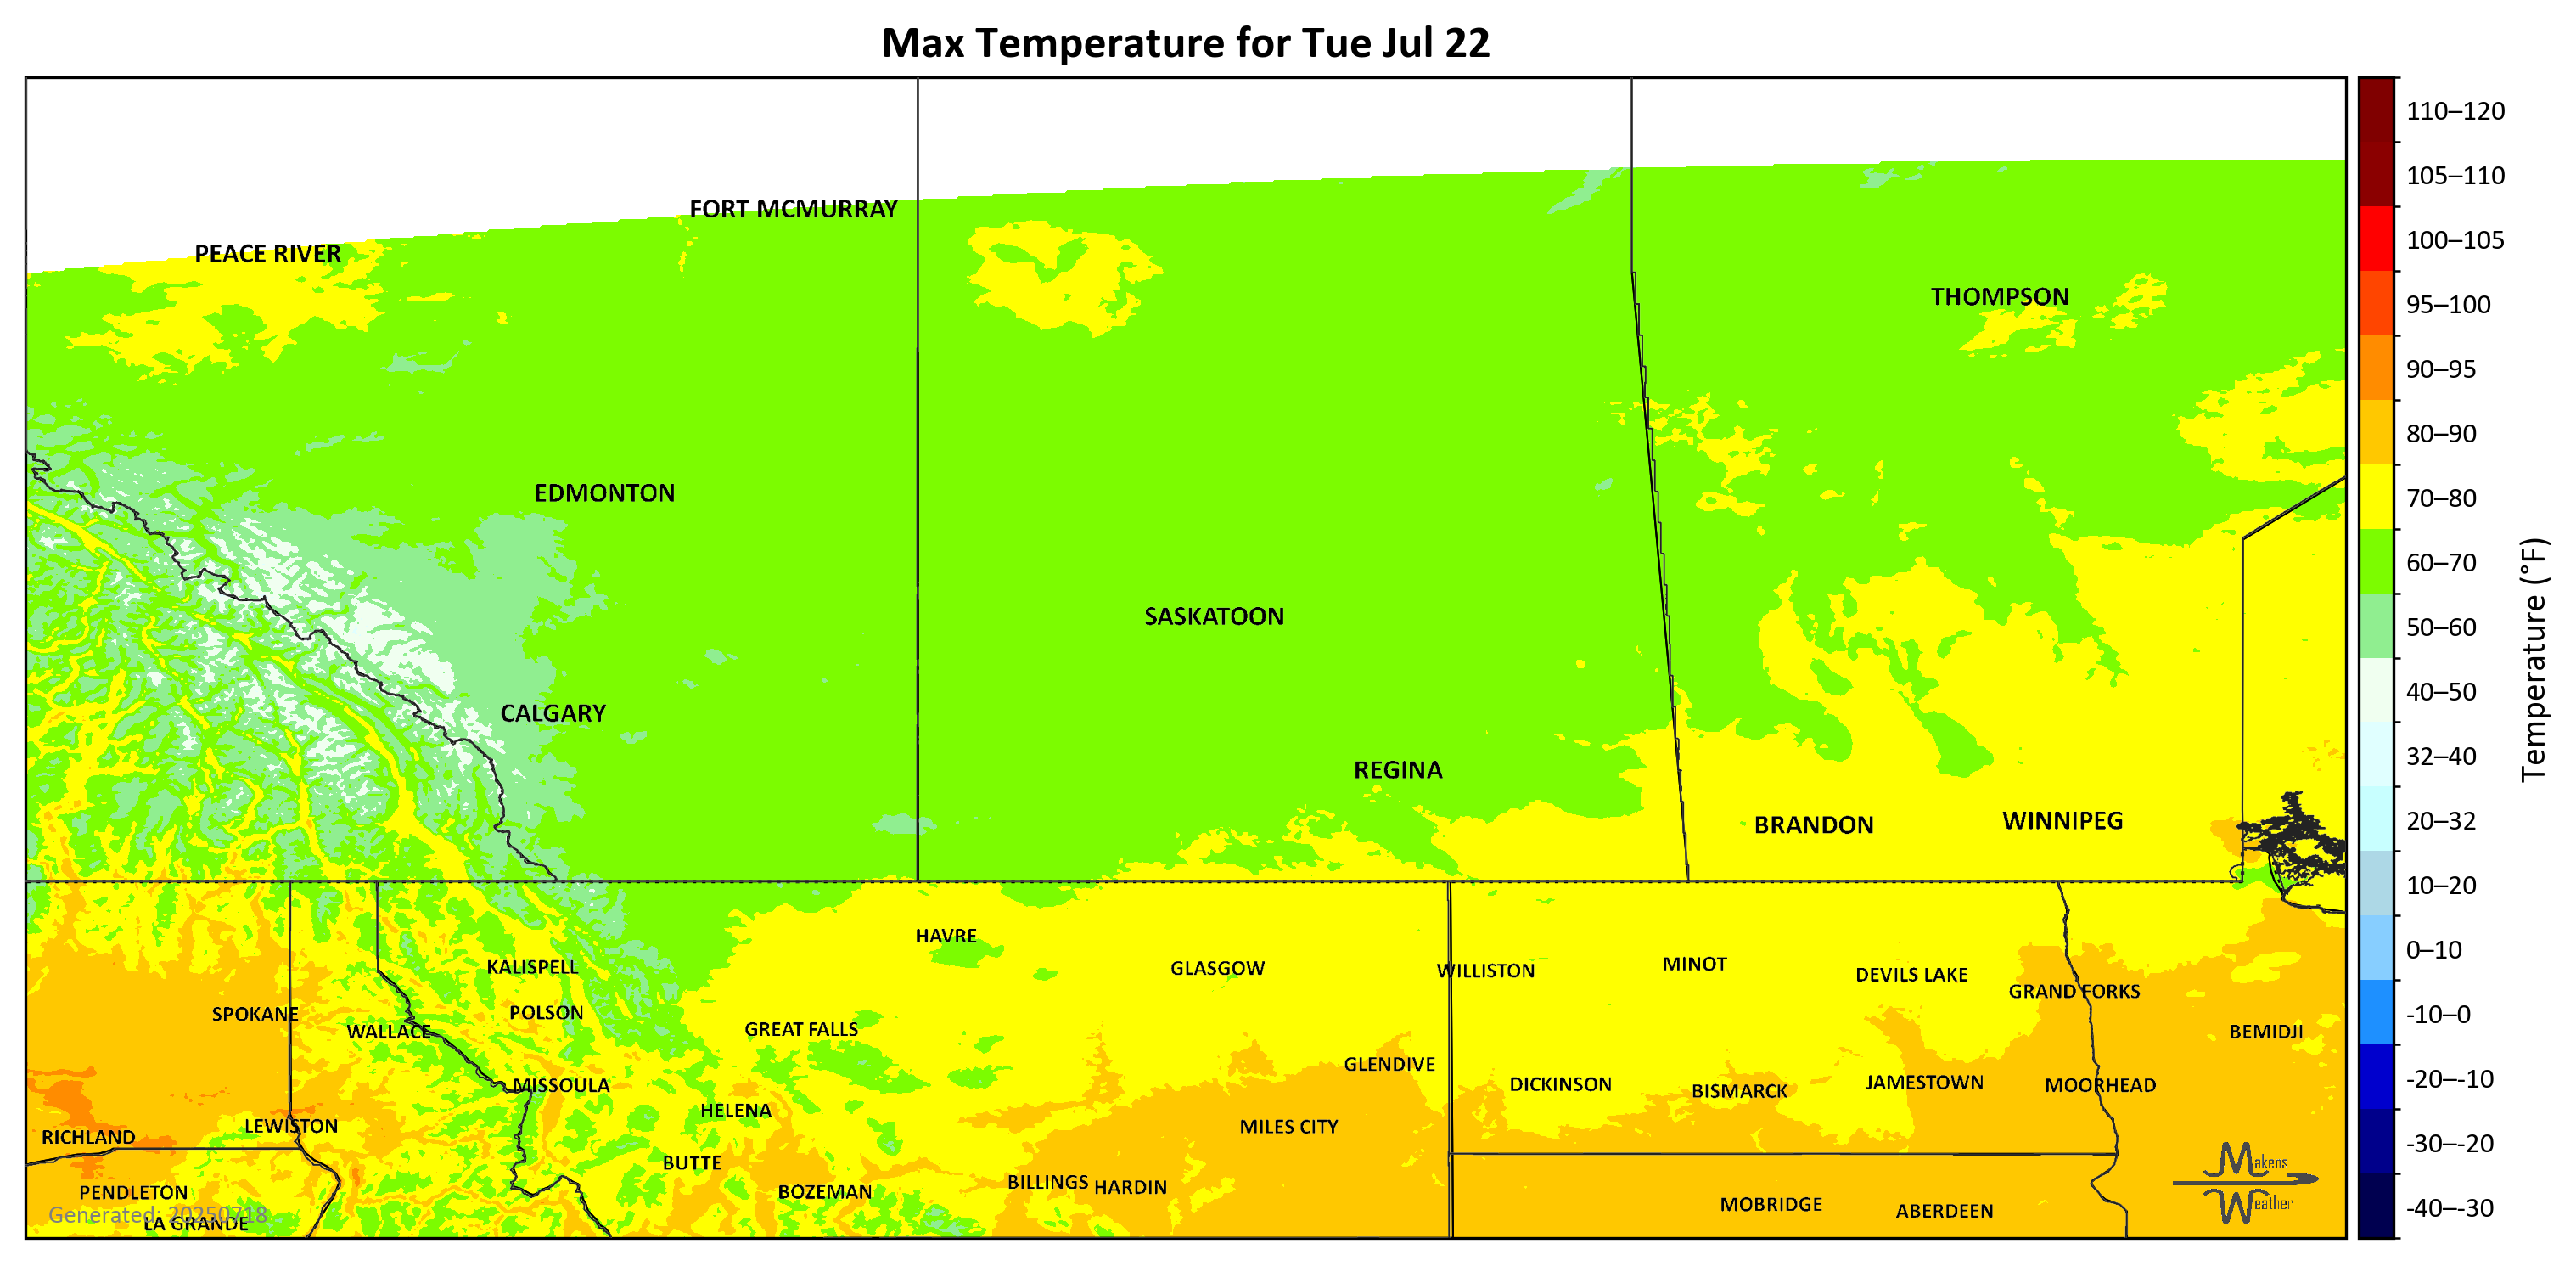 Max Temperature for Tue Jul 22
FORT MCMURRAY
PEACE RIVER
THOMPSON
EDMONTON
SASKATOON
CALGARY
REGINA
BRANDON
WINNIPEG
HAVRE
KALISPELL
GLASGOW
WILLISTON
MINOT
DEVILS LAKE
GRAND FORKS
SPOKANE
POLSON
WALLACE
GREAT FALLS
BEMIDJI
GLENDIVE
MISSOULA
DICKINSON
BISMARCK
JAMESTOWN
MOORHEAD
HELENA
LEWISTON
MILES CITY
RICHLAND
BUTTE
BILLINGS
HARDIN
PENDLETON
BOZEMAN
MOBRIDGE
ABERDEEN
LA GRANDE
Generated: 20250718
Makens
Weather
110–120
105–110
100–105
95–100
90–95
80–90
70–80
60–70
50–60
40–50
32–40
20–32
10–20
0–10
-10–0
-20–-10
-30–-20
-40–-30
Temperature (°F)